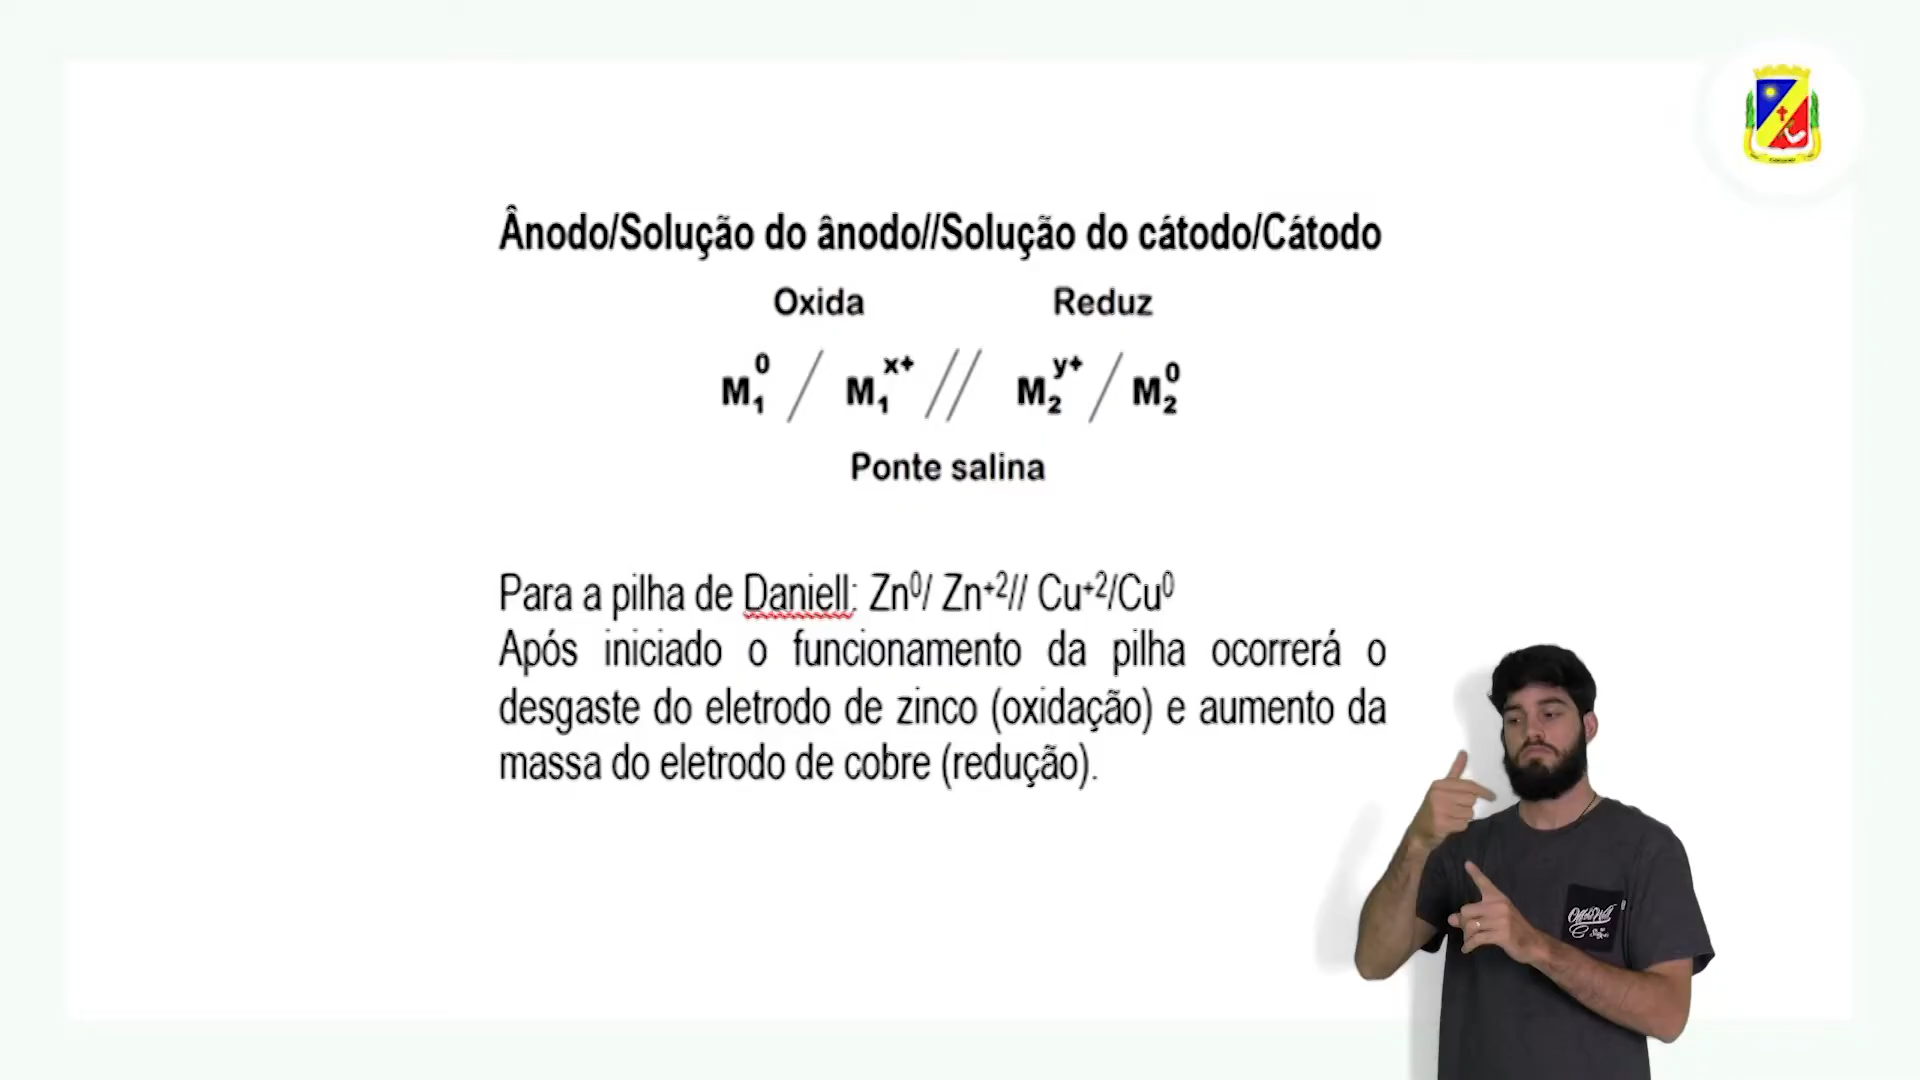 Ânodo/Solução do ânodo//Solução do cátodo/Cátodo
Oxida Reduz
M₁⁰ / M₁ˣ⁺ // M₂ʸ⁺ / M₂⁰
Ponte salina
Para a pilha de Daniell: Zn⁰/ Zn⁺²// Cu⁺²/Cu⁰
Após iniciado o funcionamento da pilha ocorrerá o
desgaste do eletrodo de zinco (oxidação) e aumento da
massa do eletrodo de cobre (redução).